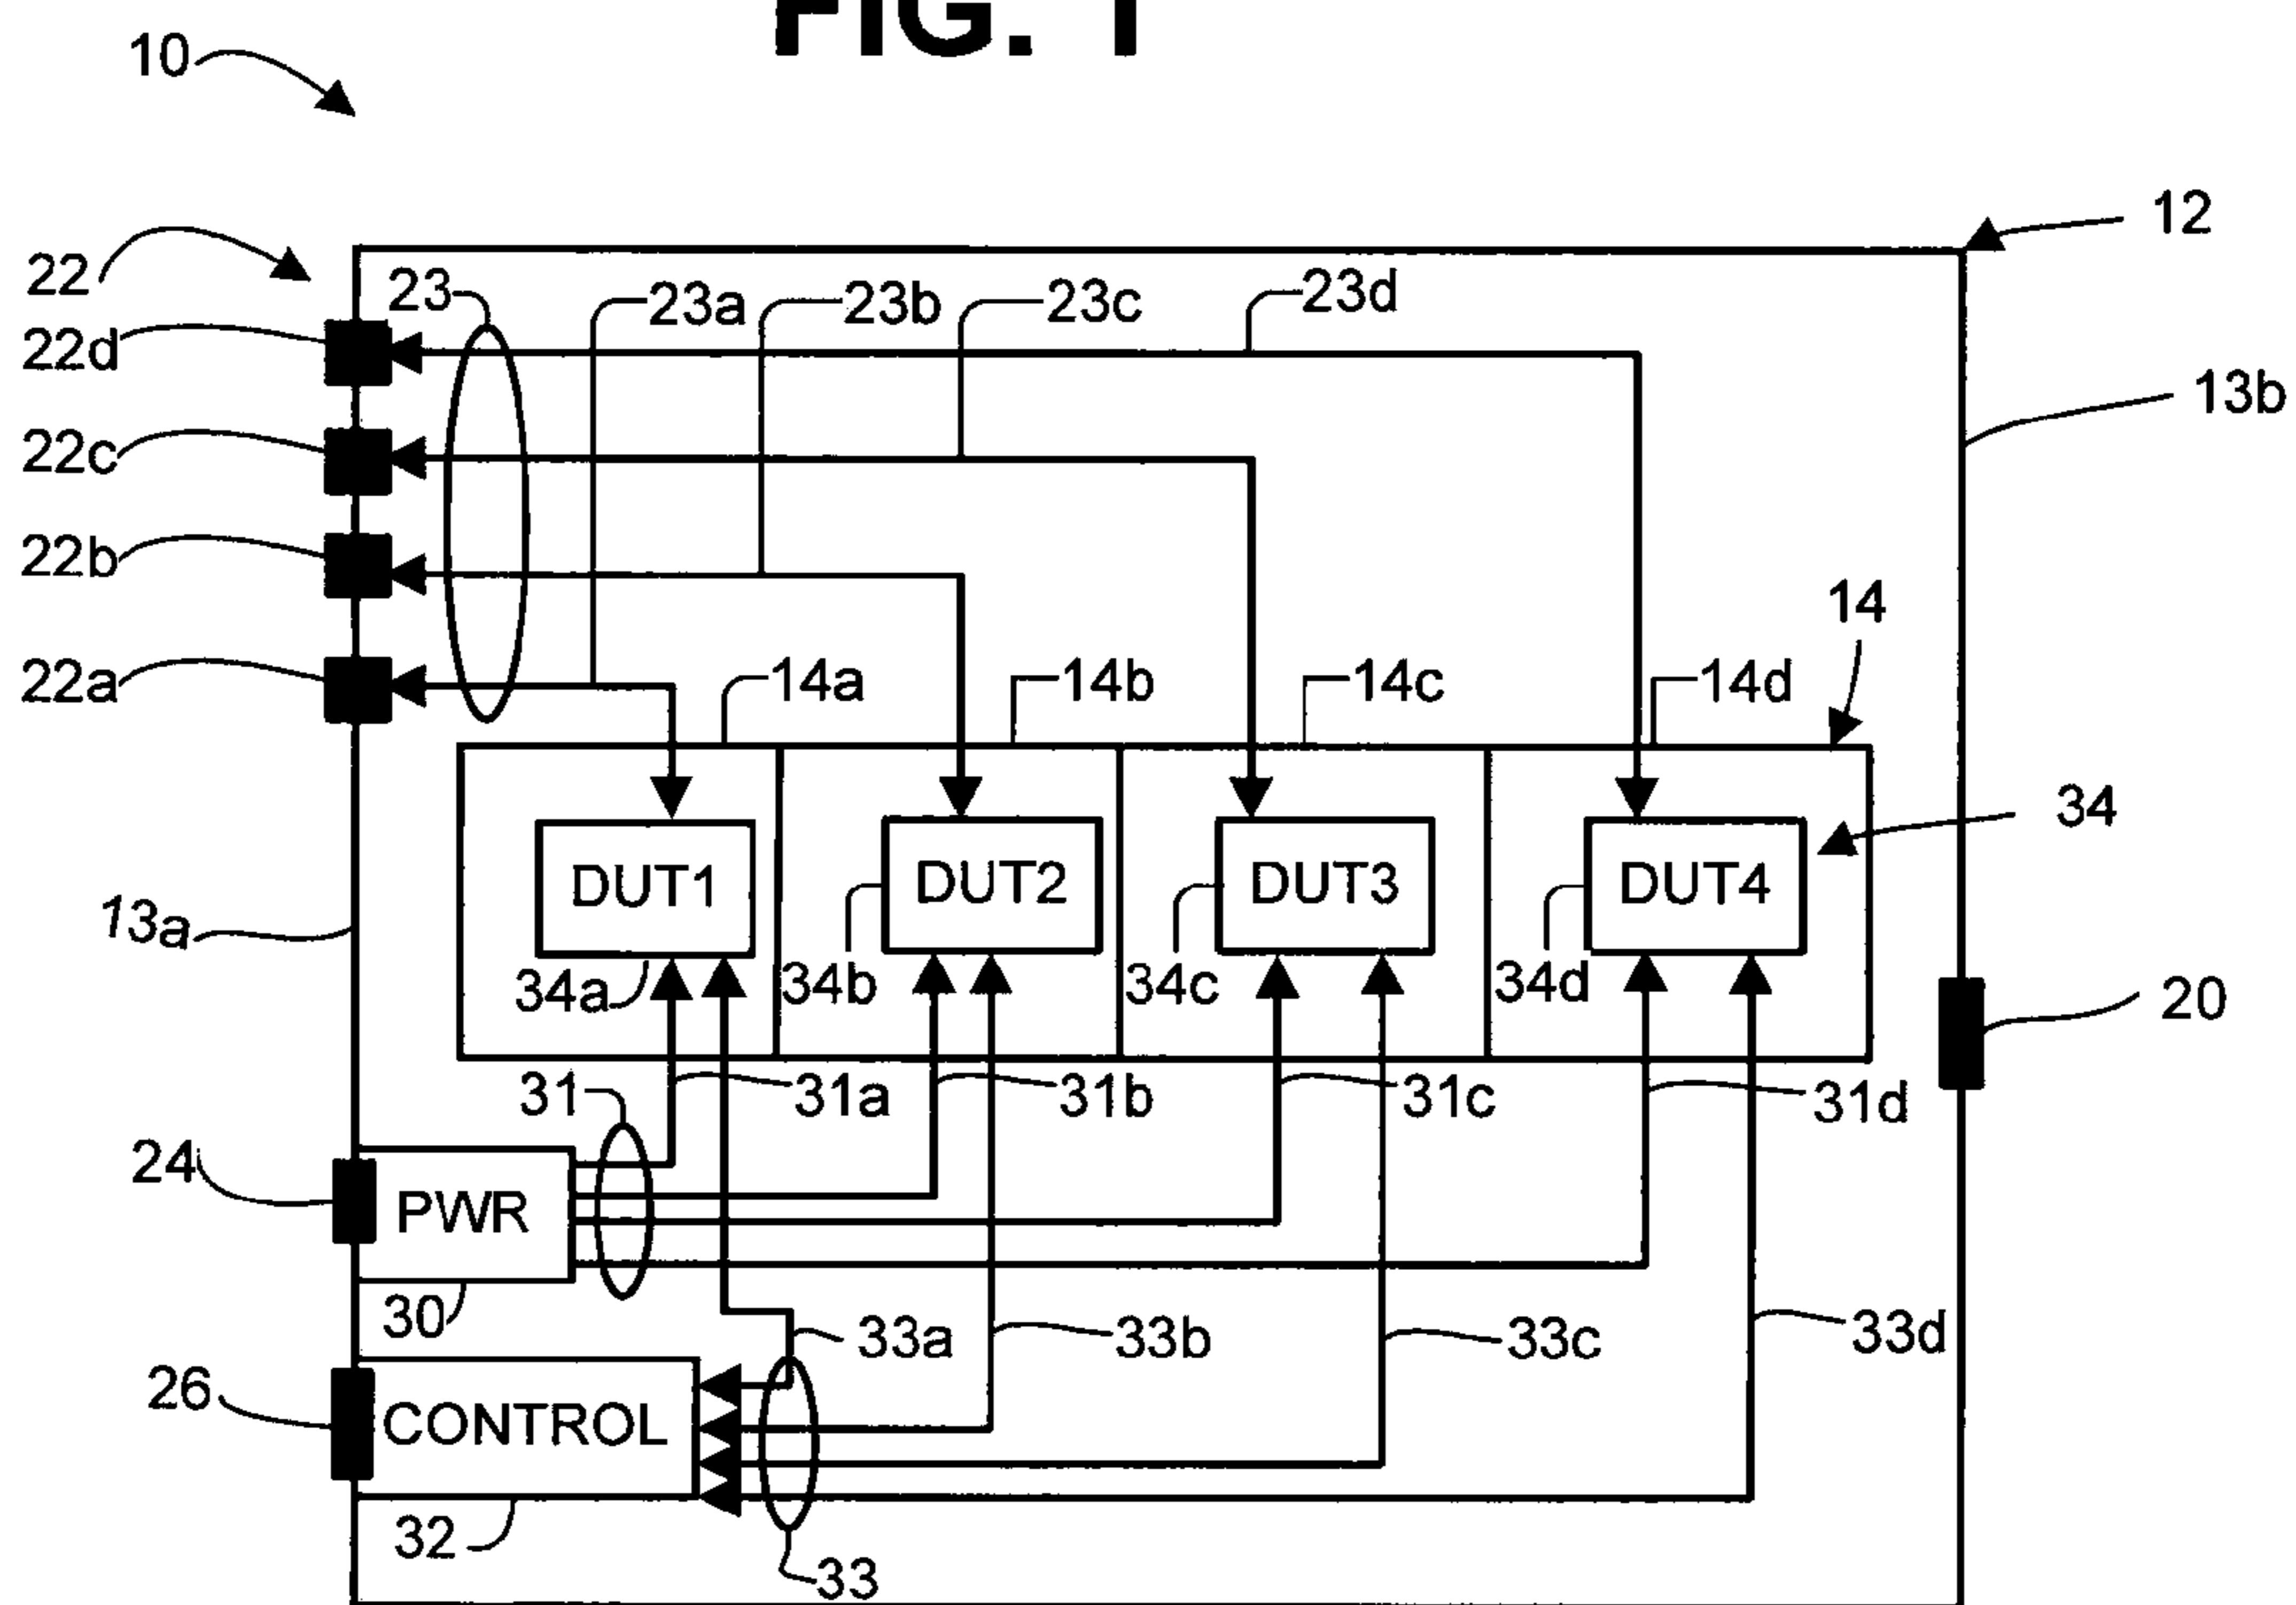 FIG. 1
10
12
22
23
23a
23b
23c
23d
22d
13b
22c
22b
14
22a
14a
14b
14c
14d
34
DUT1
DUT2
DUT3
DUT4
13a
34a
34b
34c
34d
20
31
31a
31b
31c
31d
24
PWR
30
33a
33b
33c
33d
26
CONTROL
32
33